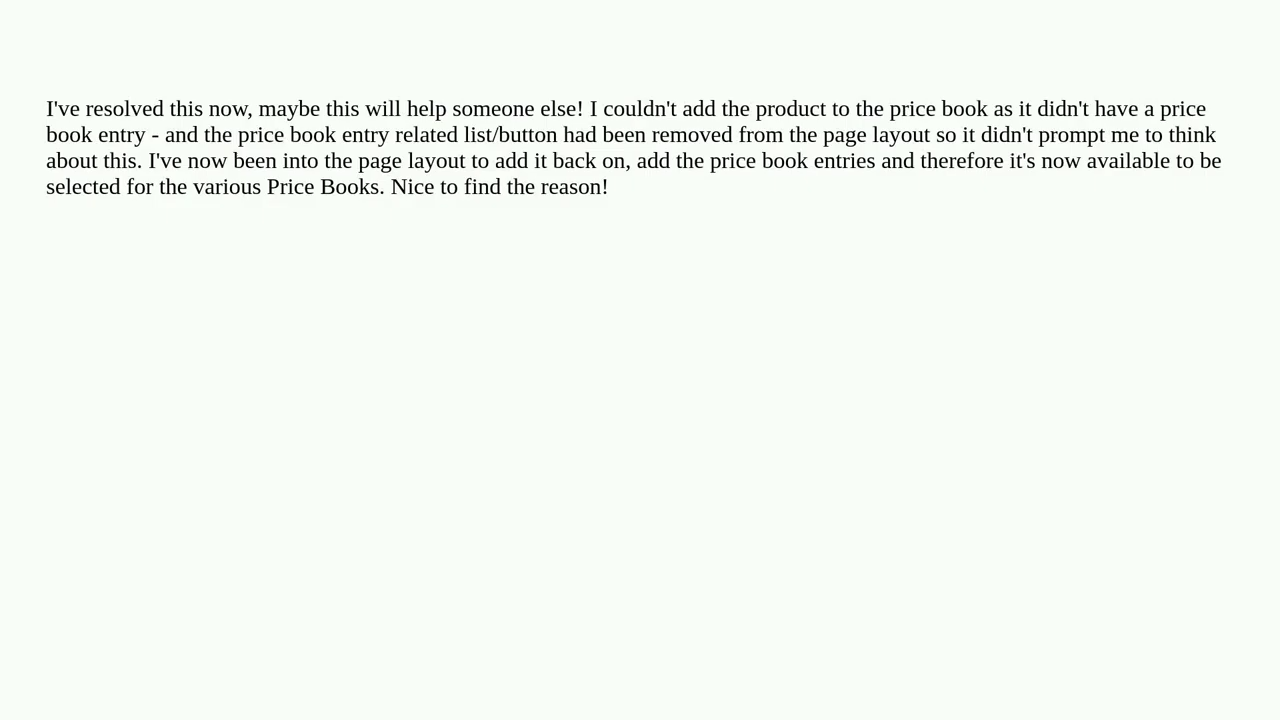 I've resolved this now, maybe this will help someone else! I couldn't add the product to the price book as it didn't have a price
book entry - and the price book entry related list/button had been removed from the page layout so it didn't prompt me to think
about this. I've now been into the page layout to add it back on, add the price book entries and therefore it's now available to be
selected for the various Price Books. Nice to find the reason!